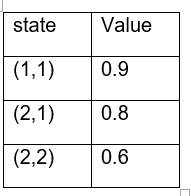 state Value
(1,1) 0.9
(2,1) 0.8
(2,2) 0.6